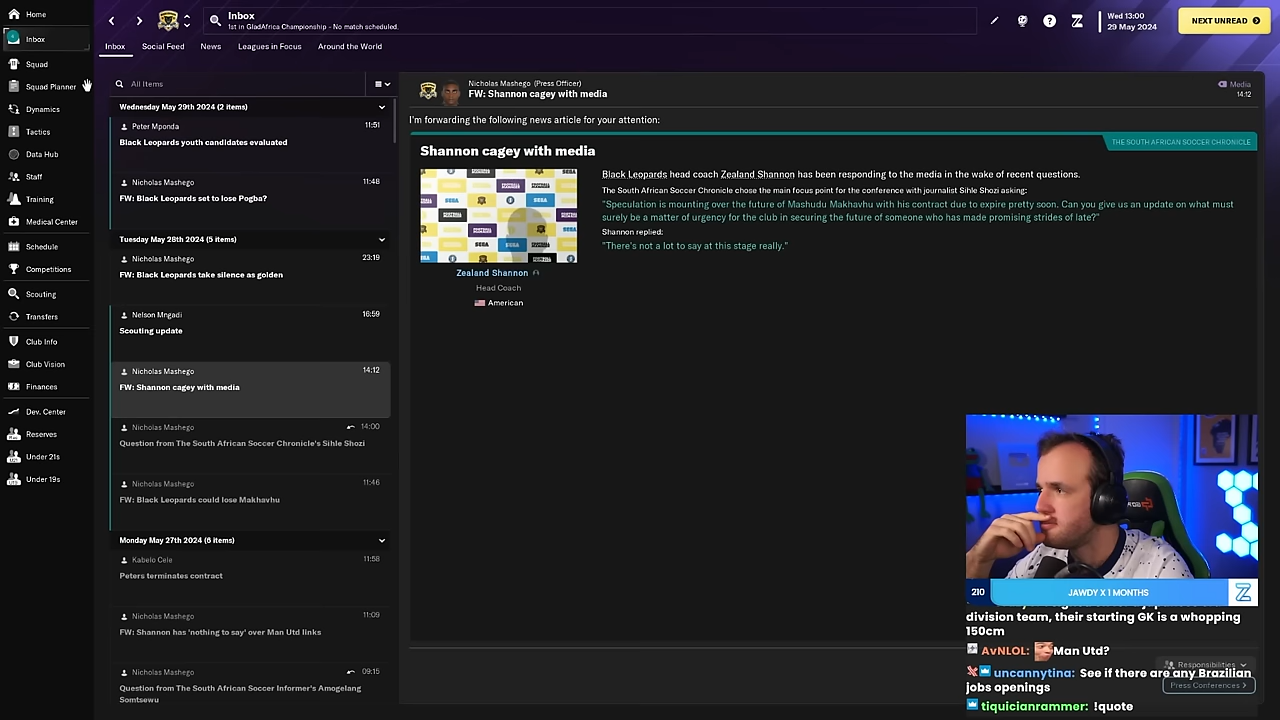 Home
Inbox
Squad
Squad Planner
Dynamics
Tactics
Data Hub
Staff
Training
Medical Center
Schedule
Competitions
Scouting
Transfers
Club Info
Club Vision
Finances
Dev. Center
Reserves
Under 21s
Under 19s
Inbox
1st in GladAfrica Championship - No match scheduled.
Wed 13:00
29 May 2024
NEXT UNREAD
Inbox Social Feed News Leagues in Focus Around the World
All Items
Wednesday May 29th 2024 (2 items)
Peter Mponda 11:51
Black Leopards youth candidates evaluated
Nicholas Mashego 11:48
FW: Black Leopards set to lose Pogba?
Tuesday May 28th 2024 (5 items)
Nicholas Mashego 23:19
FW: Black Leopards take silence as golden
Nelson Mngadi 16:59
Scouting update
Nicholas Mashego 14:12
FW: Shannon cagey with media
Nicholas Mashego 14:00
Question from The South African Soccer Chronicle's Sihle Shozi
Nicholas Mashego 11:46
FW: Black Leopards could lose Makhavhu
Monday May 27th 2024 (6 items)
Kabelo Cele 11:58
Peters terminates contract
Nicholas Mashego 11:09
FW: Shannon has 'nothing to say' over Man Utd links
Nicholas Mashego 09:15
Question from The South African Soccer Informer's Amogelang
Somtsewu
Nicholas Mashego (Press Officer)
FW: Shannon cagey with media
Media
14:12
I'm forwarding the following news article for your attention:
THE SOUTH AFRICAN SOCCER CHRONICLE
Shannon cagey with media
SEGA
Zealand Shannon
Head Coach
American
Black Leopards head coach Zealand Shannon has been responding to the media in the wake of recent questions.
The South African Soccer Chronicle chose the main focus point for the conference with journalist Sihle Shozi asking:
"Speculation is mounting over the future of Mashudu Makhavhu with his contract due to expire pretty soon. Can you give us an update on what must
surely be a matter of urgency for the club in securing the future of someone who has made promising strides of late?"
Shannon replied:
"There's not a lot to say at this stage really."
210 JAWDY X 1 MONTHS Z
division team, their starting GK is a whopping
150cm
AvNLOL: Man Utd?
uncannytina: See if there are any Brazilian
jobs openings
tiquicianrammer: !quote
Responsibilities
Press Conferences